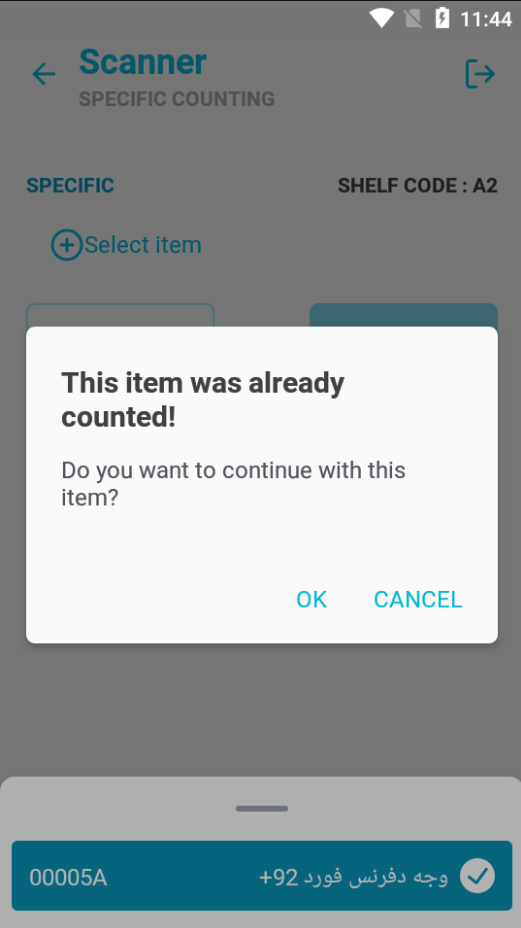 11:44
Scanner
SPECIFIC COUNTING
SPECIFIC
SHELF CODE : A2
Select item
This item was already
counted!
Do you want to continue with this
item?
OK
CANCEL
00005A
وجه دفرنس فورد 92+